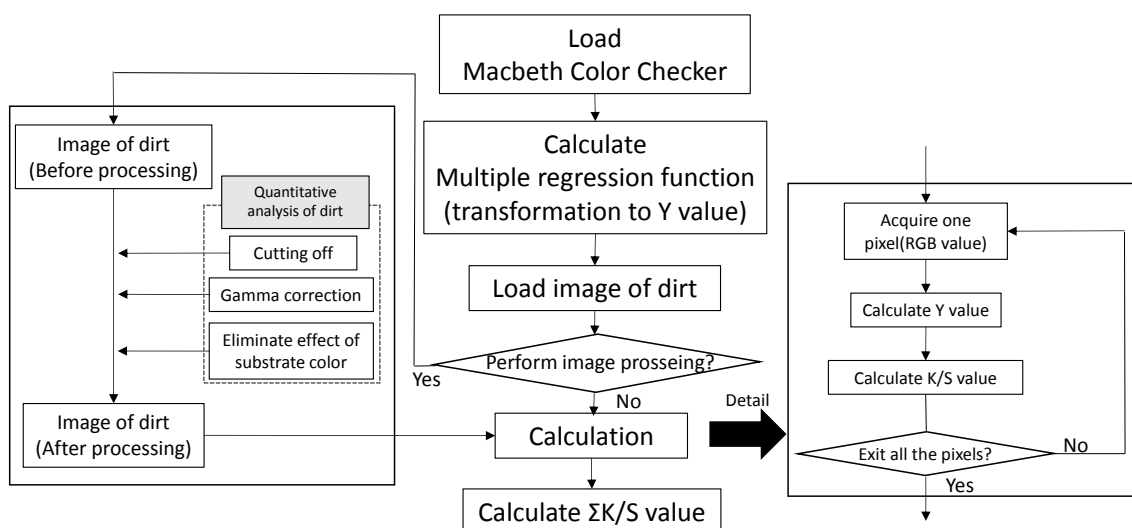 Load
Macbeth Color Checker
Calculate
Multiple regression function
(transformation to Y value)
Load image of dirt
Perform image prosseing?
Yes
No
Calculation
Calculate ΣK/S value
Image of dirt
(Before processing)
Quantitative
analysis of dirt
Cutting off
Gamma correction
Eliminate effect of
substrate color
Image of dirt
(After processing)
Detail
Acquire one
pixel(RGB value)
Calculate Y value
Calculate K/S value
Exit all the pixels?
No
Yes